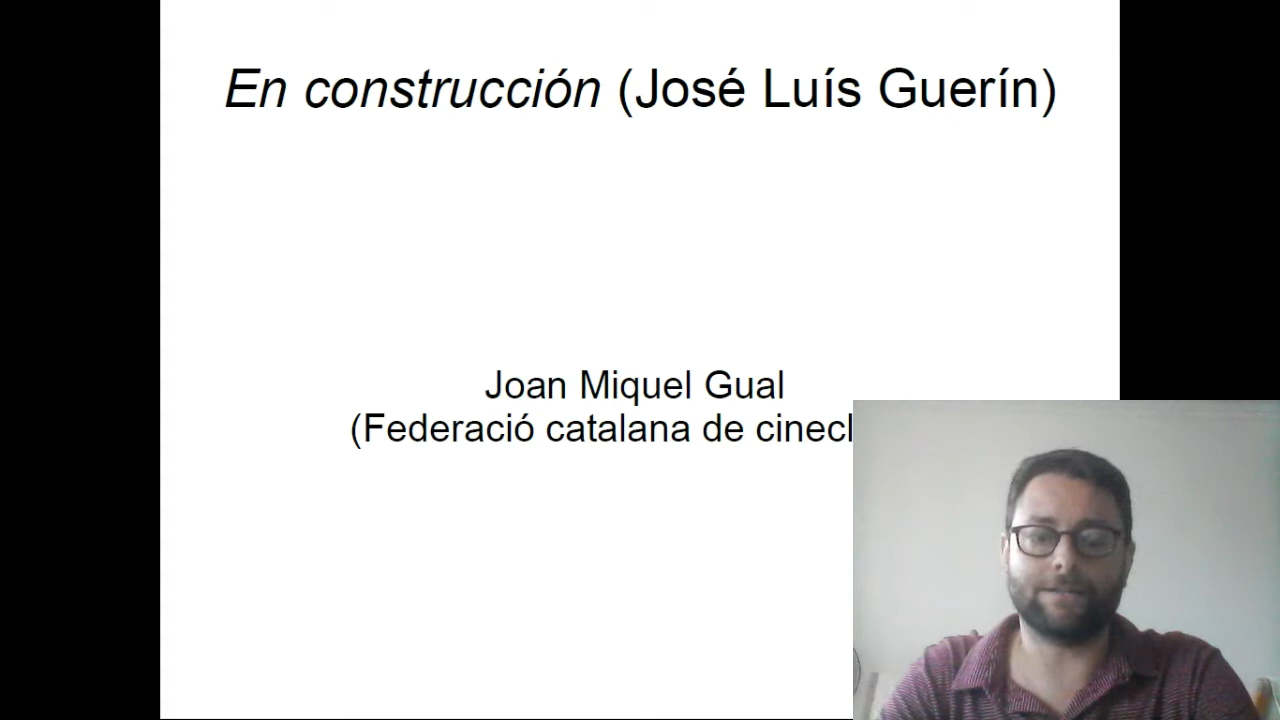 En construcción (José Luís Guerín)
Joan Miquel Gual
(Federació catalana de